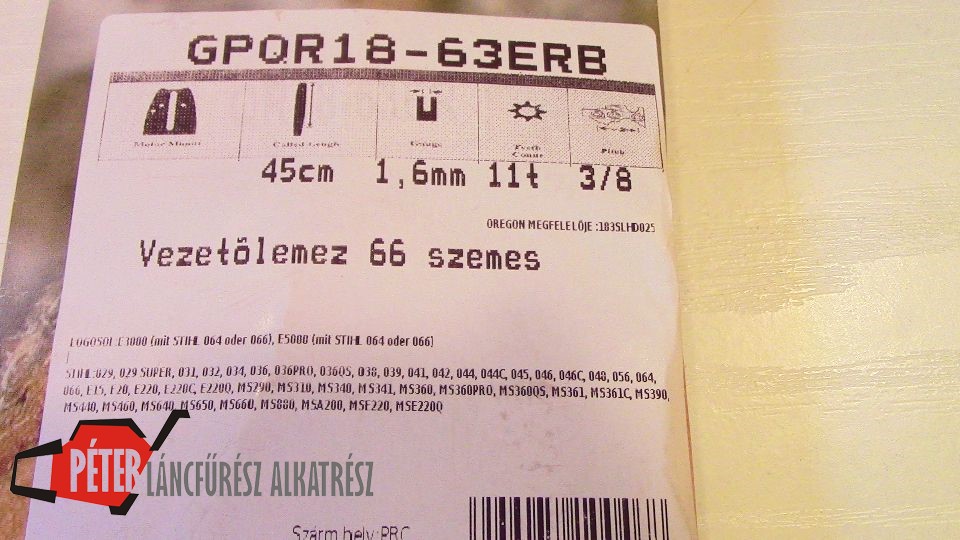 GPOR18-63ERB
Motor Mount Called Lengh Gauge Teeth Count Pitch
45cm 1,6mm 11t 3/8
OREGON MEGFELELŐJE :183SLHD025
Vezetőlemez 66 szemes
LOGOSOL:E3000 (mit STIHL 064 oder 066), E5000 (mit STIHL 064 oder 066)
STIHL:029, 029 SUPER, 031, 032, 034, 036, 036PRO, 036QS, 038, 039, 041, 042, 044, 044C, 045, 046, 046C, 048, 056, 064,
066, E15, E20, E220, E220C, E220Q, MS290, MS310, MS340, MS341, MS360, MS360PRO, MS360QS, MS361, MS361C, MS390,
MS440, MS460, MS640, MS650, MS660, MS880, MSA200, MSE220, MSE220Q
PÉTER LÁNCFŰRÉSZ ALKATRÉSZ
Szárm.hely:PRC